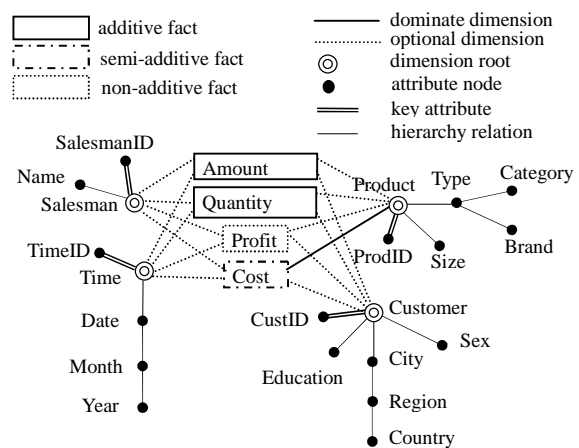 additive fact
semi-additive fact
non-additive fact
dominate dimension
optional dimension
dimension root
attribute node
key attribute
hierarchy relation
SalesmanID
Name
Salesman
TimeID
Time
Date
Month
Year
Amount
Quantity
Profit
Cost
Product
Type
Category
Brand
ProdID
Size
CustID
Customer
Sex
Education
City
Region
Country